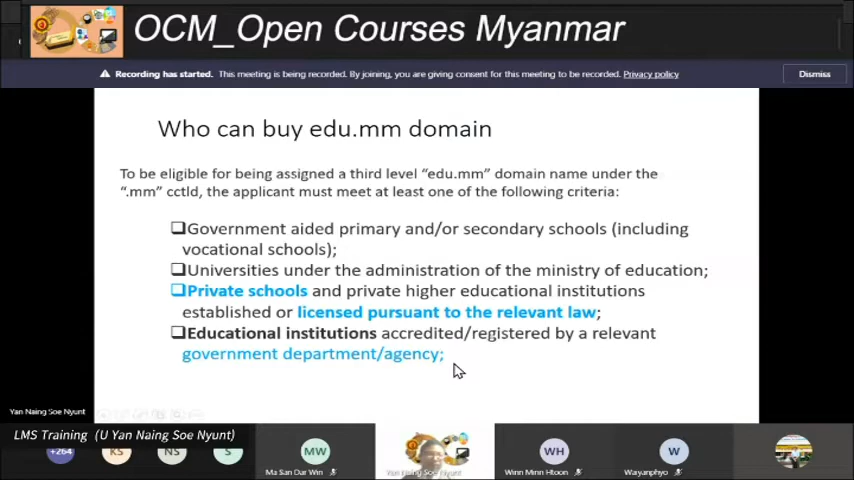 OCM_Open Courses Myanmar
Recording has started. This meeting is being recorded. By joining, you are giving consent for this meeting to be recorded. Privacy policy
Dismiss
Who can buy edu.mm domain
To be eligible for being assigned a third level “edu.mm” domain name under the
“.mm” cctld, the applicant must meet at least one of the following criteria:
❑Government aided primary and/or secondary schools (including
vocational schools);
❑Universities under the administration of the ministry of education;
❑Private schools and private higher educational institutions
established or licensed pursuant to the relevant law;
❑Educational institutions accredited/registered by a relevant
government department/agency;
Yan Naing Soe Nyunt
LMS Training (U Yan Naing Soe Nyunt)
+264
KS
NS
S
MW
Ma San Dar Win
Yan Naing Soe Nyunt
WH
Winn Minn Htoon
W
Wayanphyo